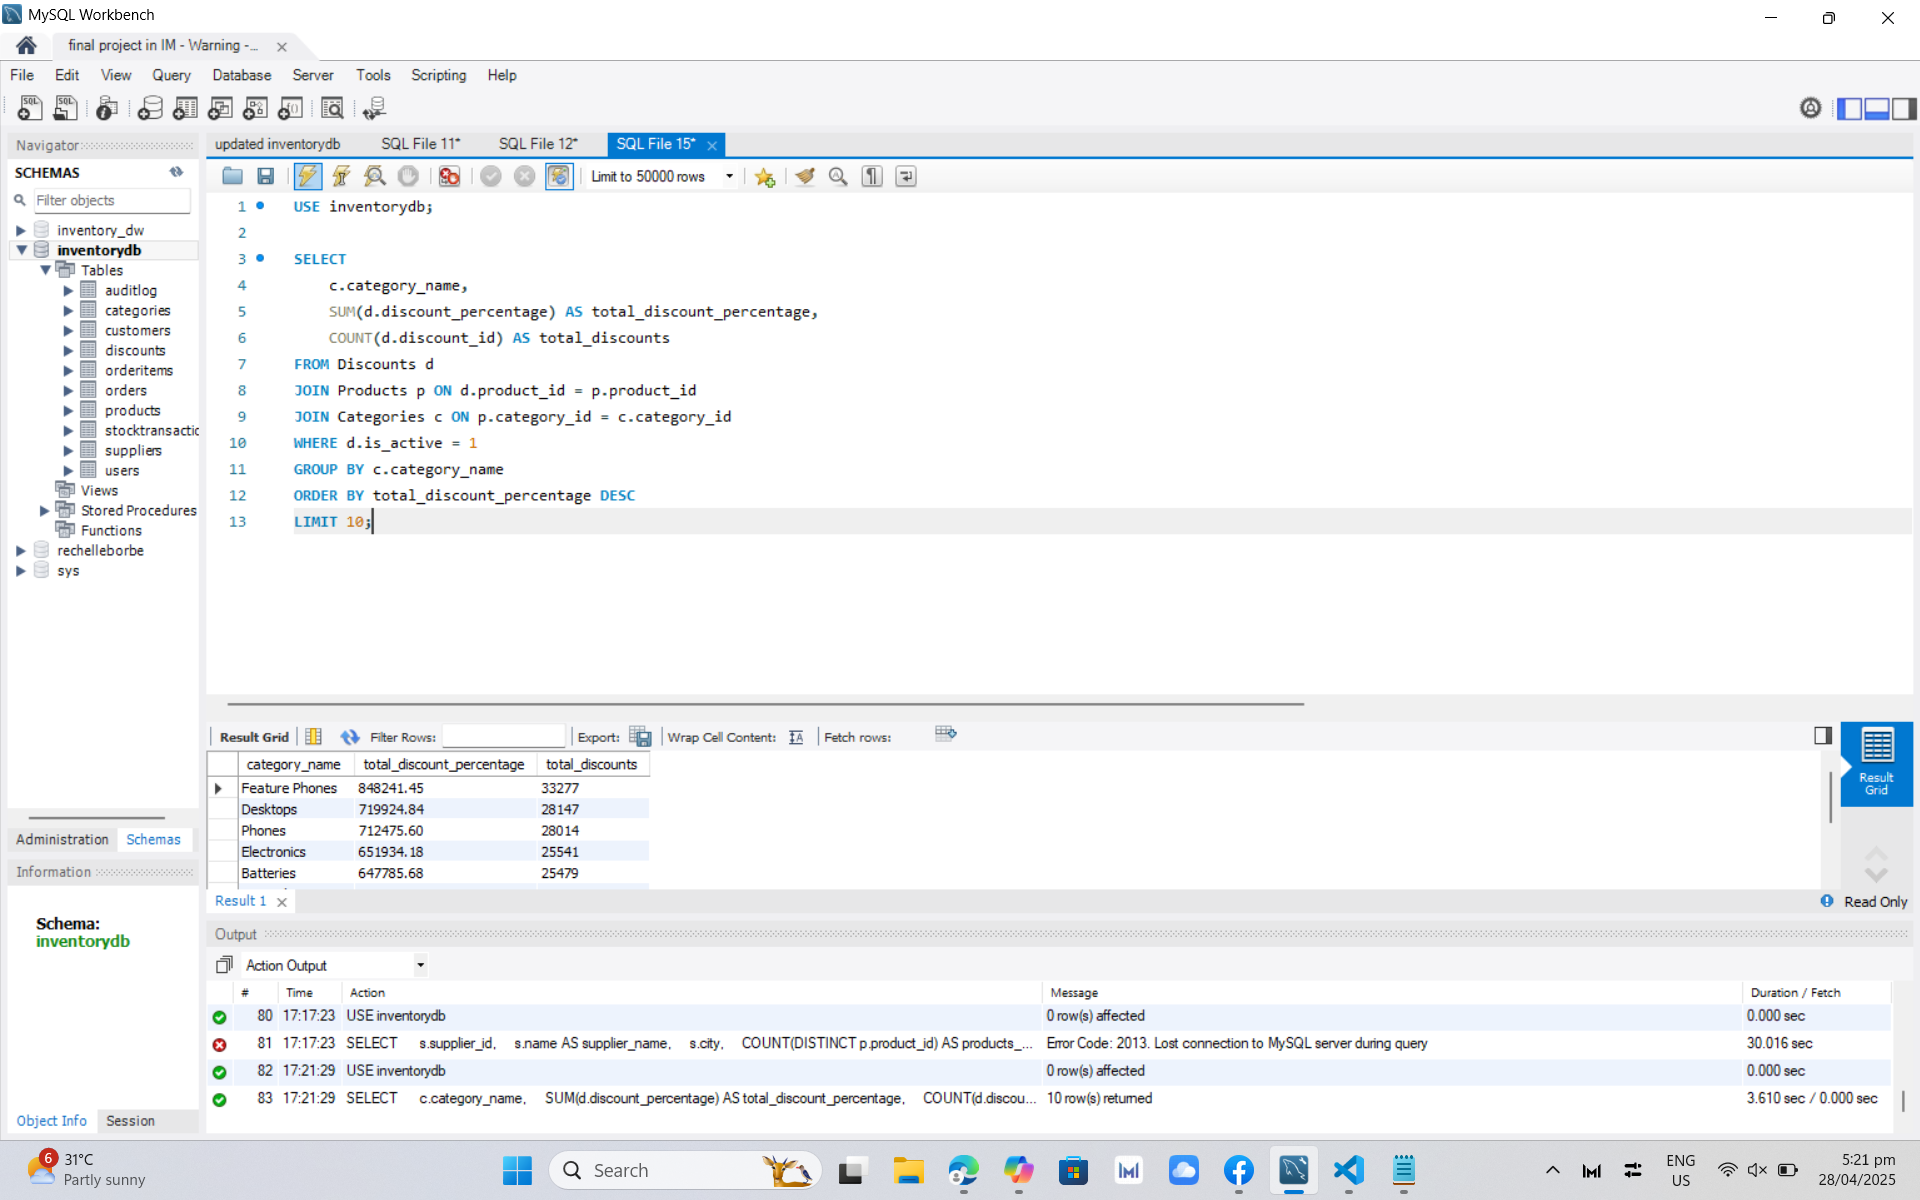 MySQL Workbench
final project in IM - Warning -...
File Edit View Query Database Server Tools Scripting Help
Navigator
SCHEMAS
Filter objects
inventory_dw
inventorydb
Tables
auditlog
categories
customers
discounts
orderitems
orders
products
stocktransactic
suppliers
users
Views
Stored Procedures
Functions
rechelleborbe
sys
Administration Schemas
Information
Schema:
inventorydb
Object Info Session
updated inventorydb SQL File 11* SQL File 12* SQL File 15*
Limit to 50000 rows
1 USE inventorydb;
2
3 SELECT
4 c.category_name,
5 SUM(d.discount_percentage) AS total_discount_percentage,
6 COUNT(d.discount_id) AS total_discounts
7 FROM Discounts d
8 JOIN Products p ON d.product_id = p.product_id
9 JOIN Categories c ON p.category_id = c.category_id
10 WHERE d.is_active = 1
11 GROUP BY c.category_name
12 ORDER BY total_discount_percentage DESC
13 LIMIT 10;
Result Grid Filter Rows: Export: Wrap Cell Content: Fetch rows:
category_name total_discount_percentage total_discounts
Feature Phones 848241.45 33277
Desktops 719924.84 28147
Phones 712475.60 28014
Electronics 651934.18 25541
Batteries 647785.68 25479
Result
Grid
Result 1
Read Only
Output
Action Output
# Time Action Message Duration / Fetch
80 17:17:23 USE inventorydb 0 row(s) affected 0.000 sec
81 17:17:23 SELECT s.supplier_id, s.name AS supplier_name, s.city, COUNT(DISTINCT p.product_id) AS products_... Error Code: 2013. Lost connection to MySQL server during query 30.016 sec
82 17:21:29 USE inventorydb 0 row(s) affected 0.000 sec
83 17:21:29 SELECT c.category_name, SUM(d.discount_percentage) AS total_discount_percentage, COUNT(d.discou... 10 row(s) returned 3.610 sec / 0.000 sec
6
31°C
Partly sunny
Search
ENG
US
5:21 pm
28/04/2025